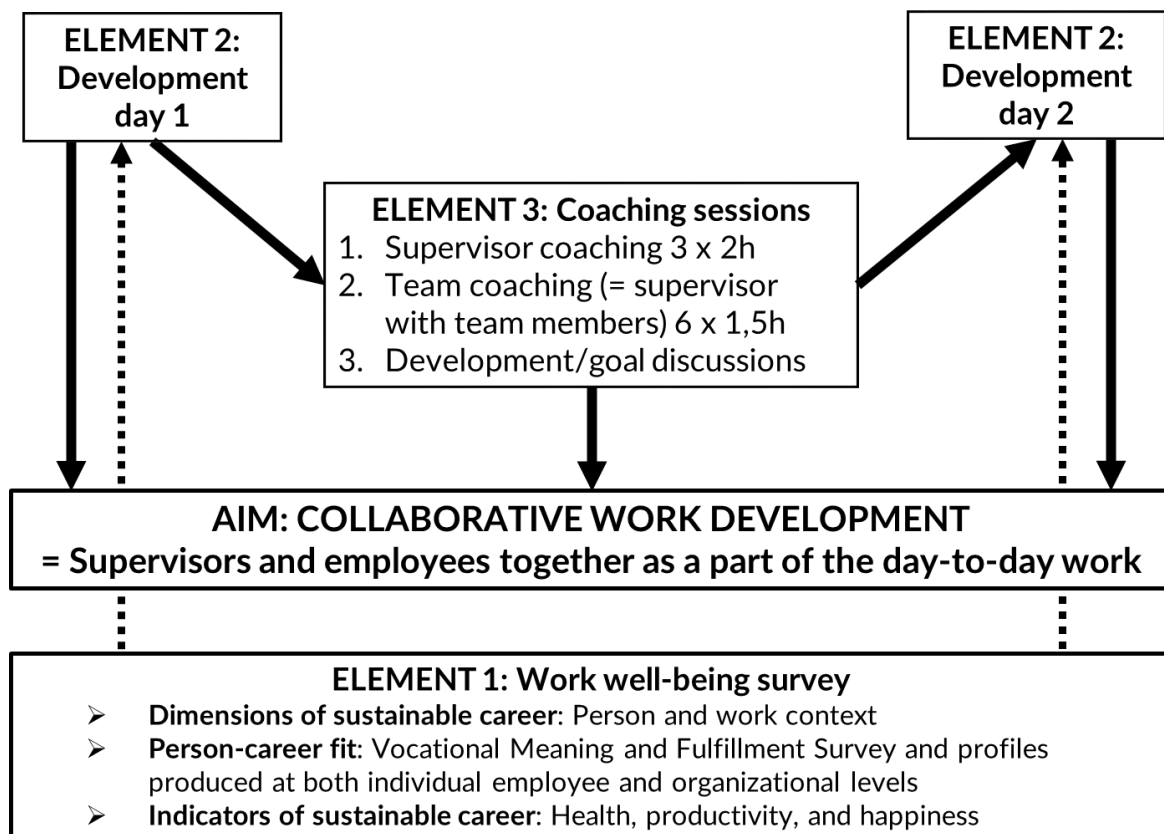 ELEMENT 2:
Development
day 1
ELEMENT 2:
Development
day 2
ELEMENT 3: Coaching sessions
1. Supervisor coaching 3 x 2h
2. Team coaching (= supervisor
with team members) 6 x 1,5h
3. Development/goal discussions
AIM: COLLABORATIVE WORK DEVELOPMENT
= Supervisors and employees together as a part of the day-to-day work
ELEMENT 1: Work well-being survey
➢ Dimensions of sustainable career: Person and work context
➢ Person-career fit: Vocational Meaning and Fulfillment Survey and profiles
produced at both individual employee and organizational levels
➢ Indicators of sustainable career: Health, productivity, and happiness